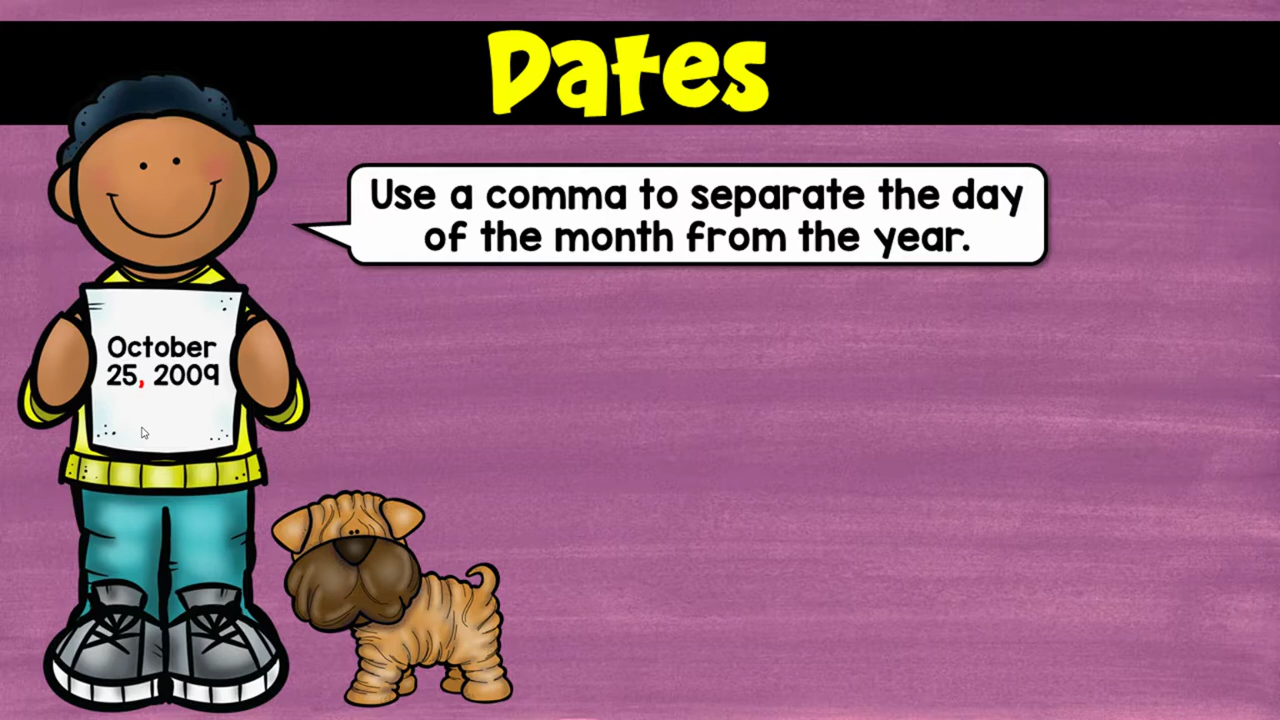 Dates
Use a comma to separate the day
of the month from the year.
October
25, 2009